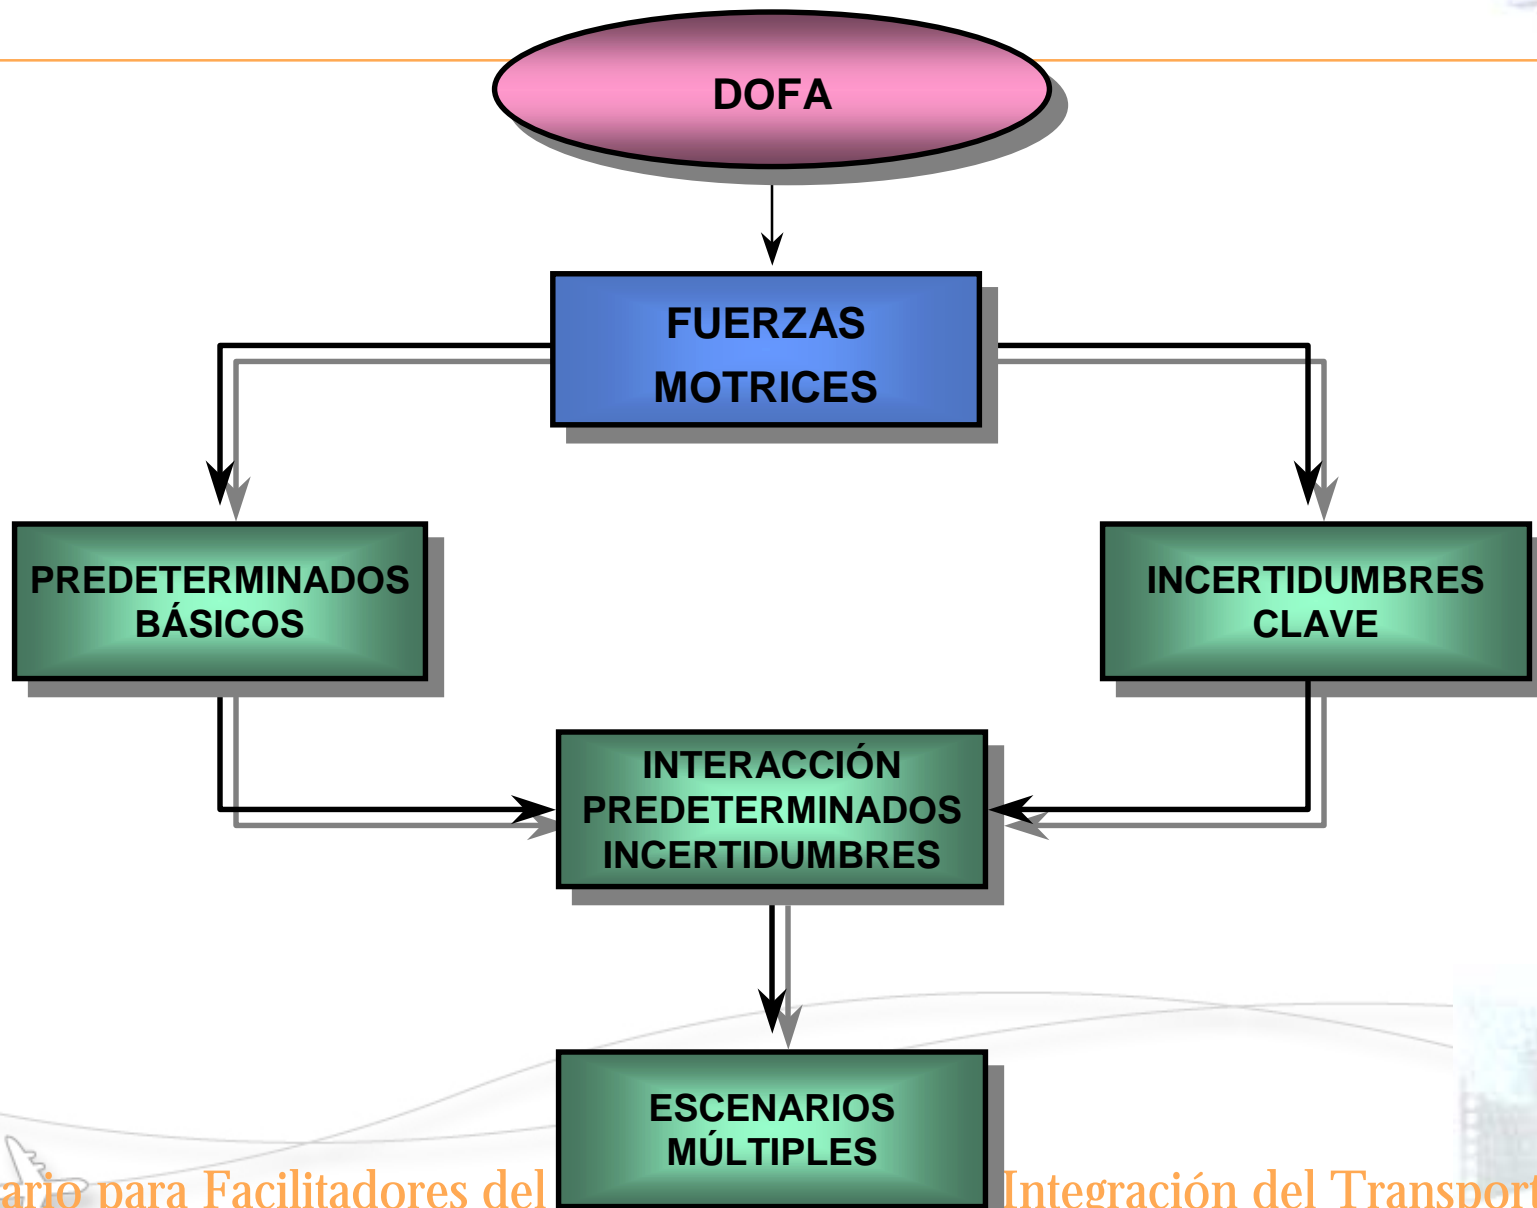 DOFA
FUERZAS
MOTRICES
PREDETERMINADOS
BÁSICOS
INCERTIDUMBRES
CLAVE
INTERACCIÓN
PREDETERMINADOS
INCERTIDUMBRES
ESCENARIOS
MÚLTIPLES
para Facilitadores del Integración del